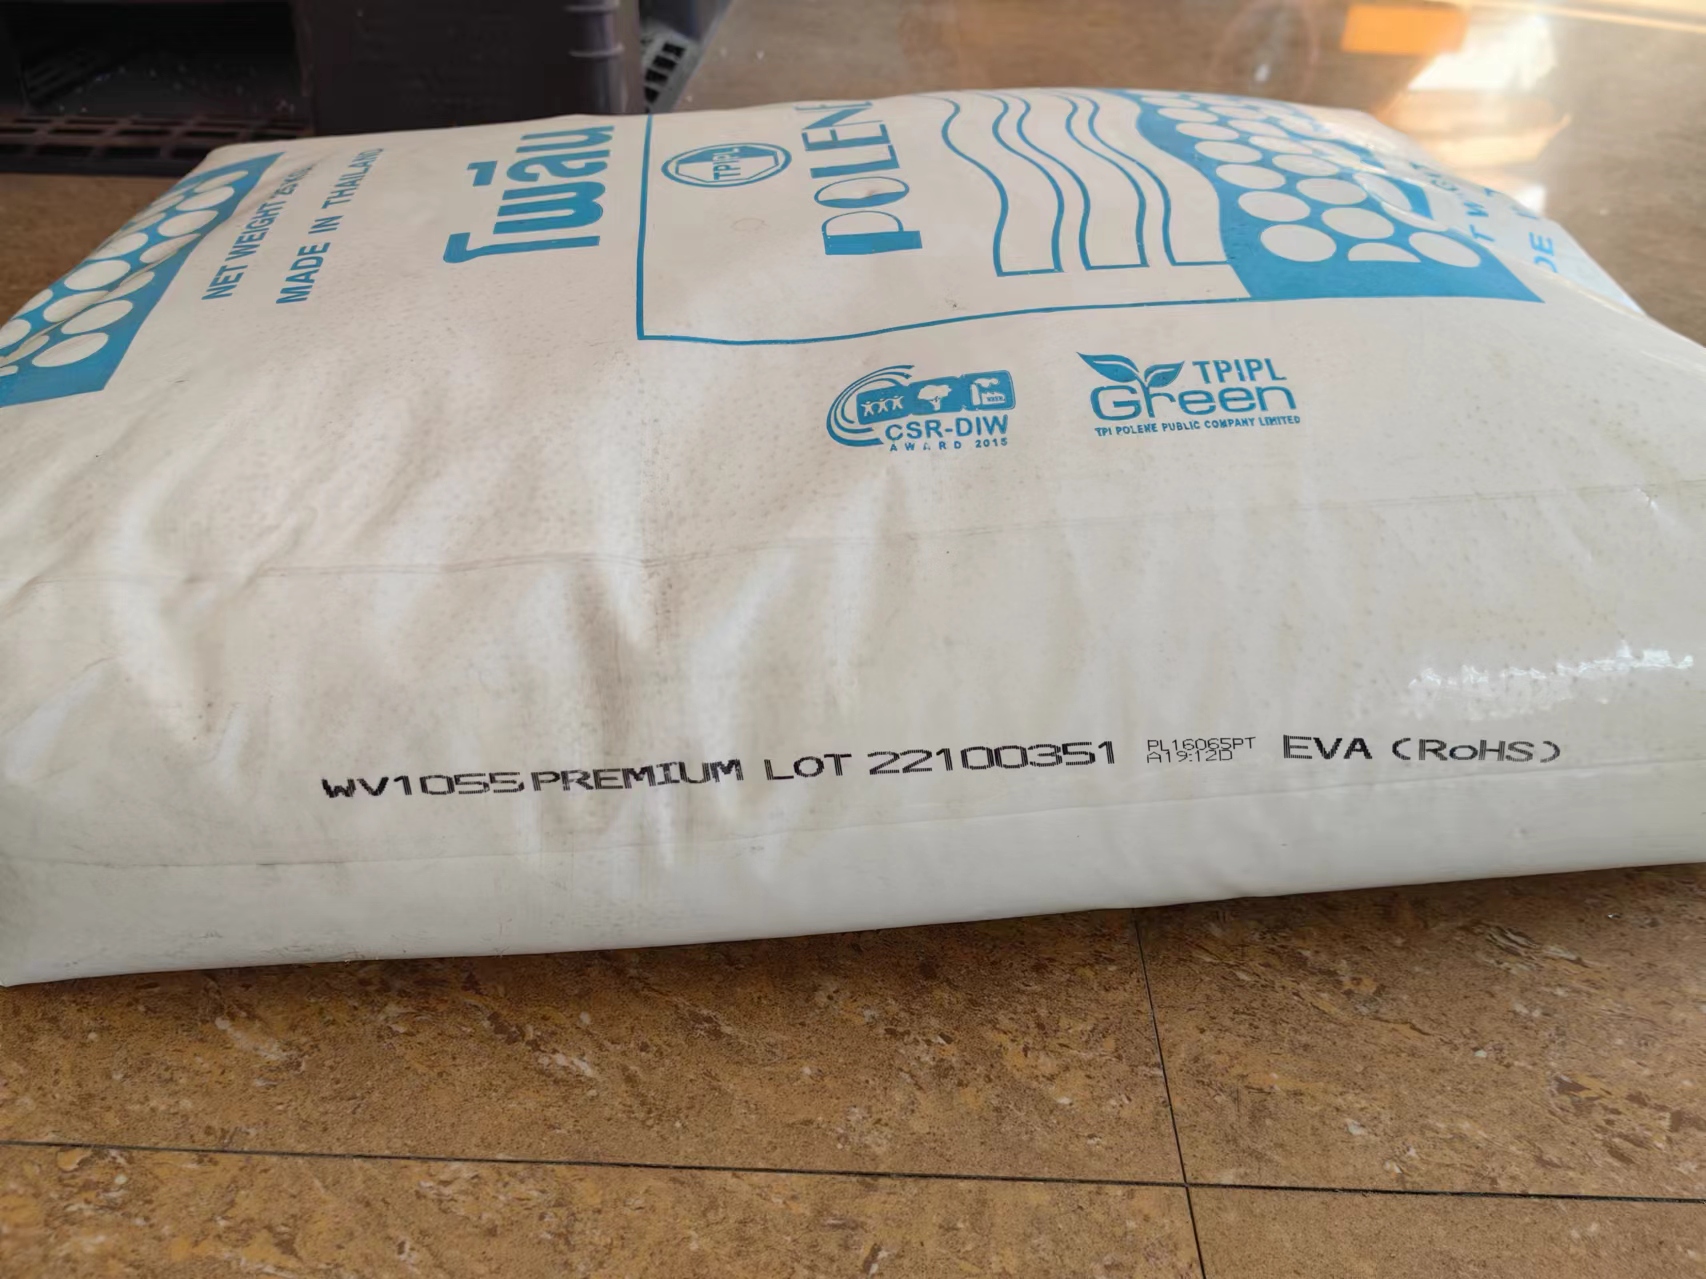 NET WEIGHT 25 KG.
MADE IN THAILAND
โพลีน
TPIPL
POLENE
CSR-DIW
AWARD 2015
TPIPL
Green
TPI POLENE PUBLIC COMPANY LIMITED
WV1055 PREMIUM LOT 22100351 PL16065PT EVA (RoHS)
A19:12D